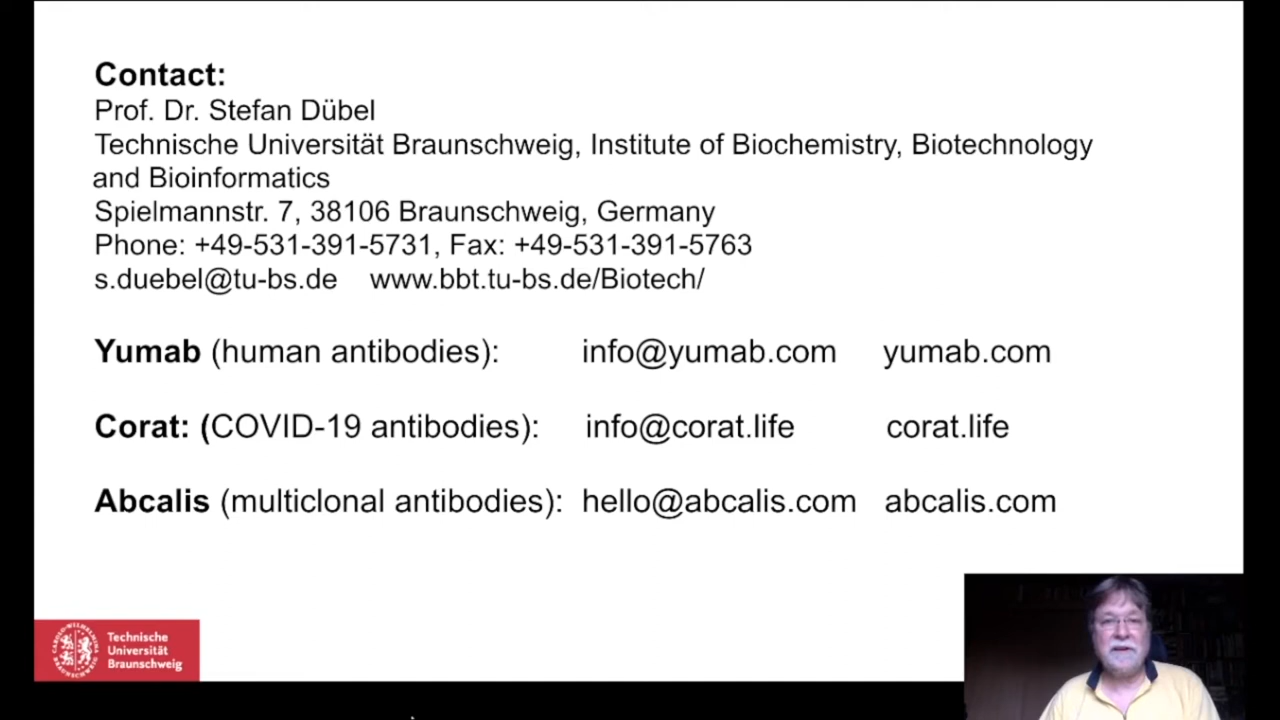 Contact:
Prof. Dr. Stefan Dübel
Technische Universität Braunschweig, Institute of Biochemistry, Biotechnology
and Bioinformatics
Spielmannstr. 7, 38106 Braunschweig, Germany
Phone: +49-531-391-5731, Fax: +49-531-391-5763
s.duebel@tu-bs.de www.bbt.tu-bs.de/Biotech/
Yumab (human antibodies): info@yumab.com yumab.com
Corat: (COVID-19 antibodies): info@corat.life corat.life
Abcalis (multiclonal antibodies): hello@abcalis.com abcalis.com
Technische
Universität
Braunschweig